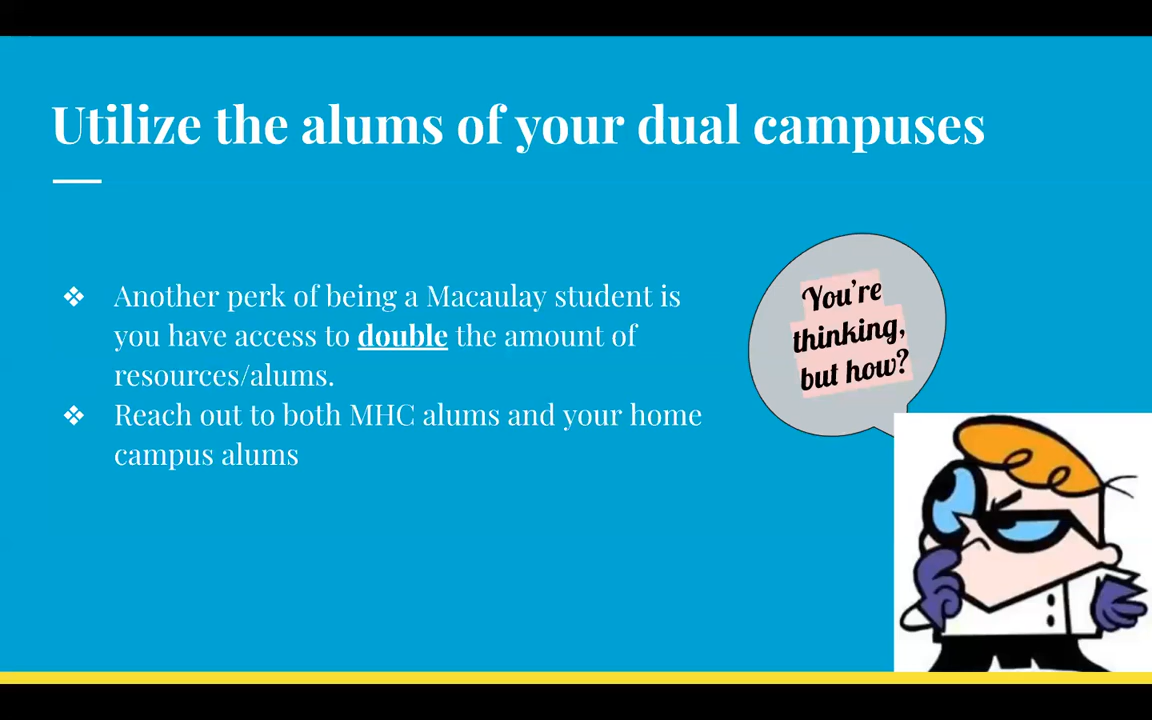 Utilize the alums of your dual campuses
❖ Another perk of being a Macaulay student is
you have access to double the amount of
resources/alums.
❖ Reach out to both MHC alums and your home
campus alums
You're
thinking,
but how?